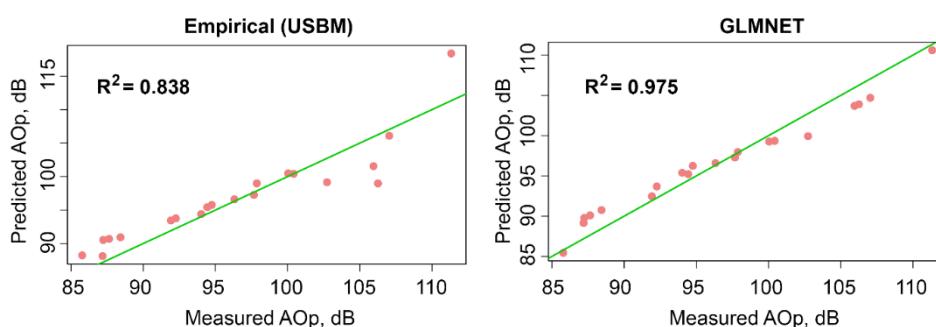 Empirical (USBM)
R² = 0.838
Predicted AOp, dB
90
100
115
85 90 95 100 105 110
Measured AOp, dB
GLMNET
R² = 0.975
Predicted AOp, dB
85 90 95 100 110
85 90 95 100 105 110
Measured AOp, dB